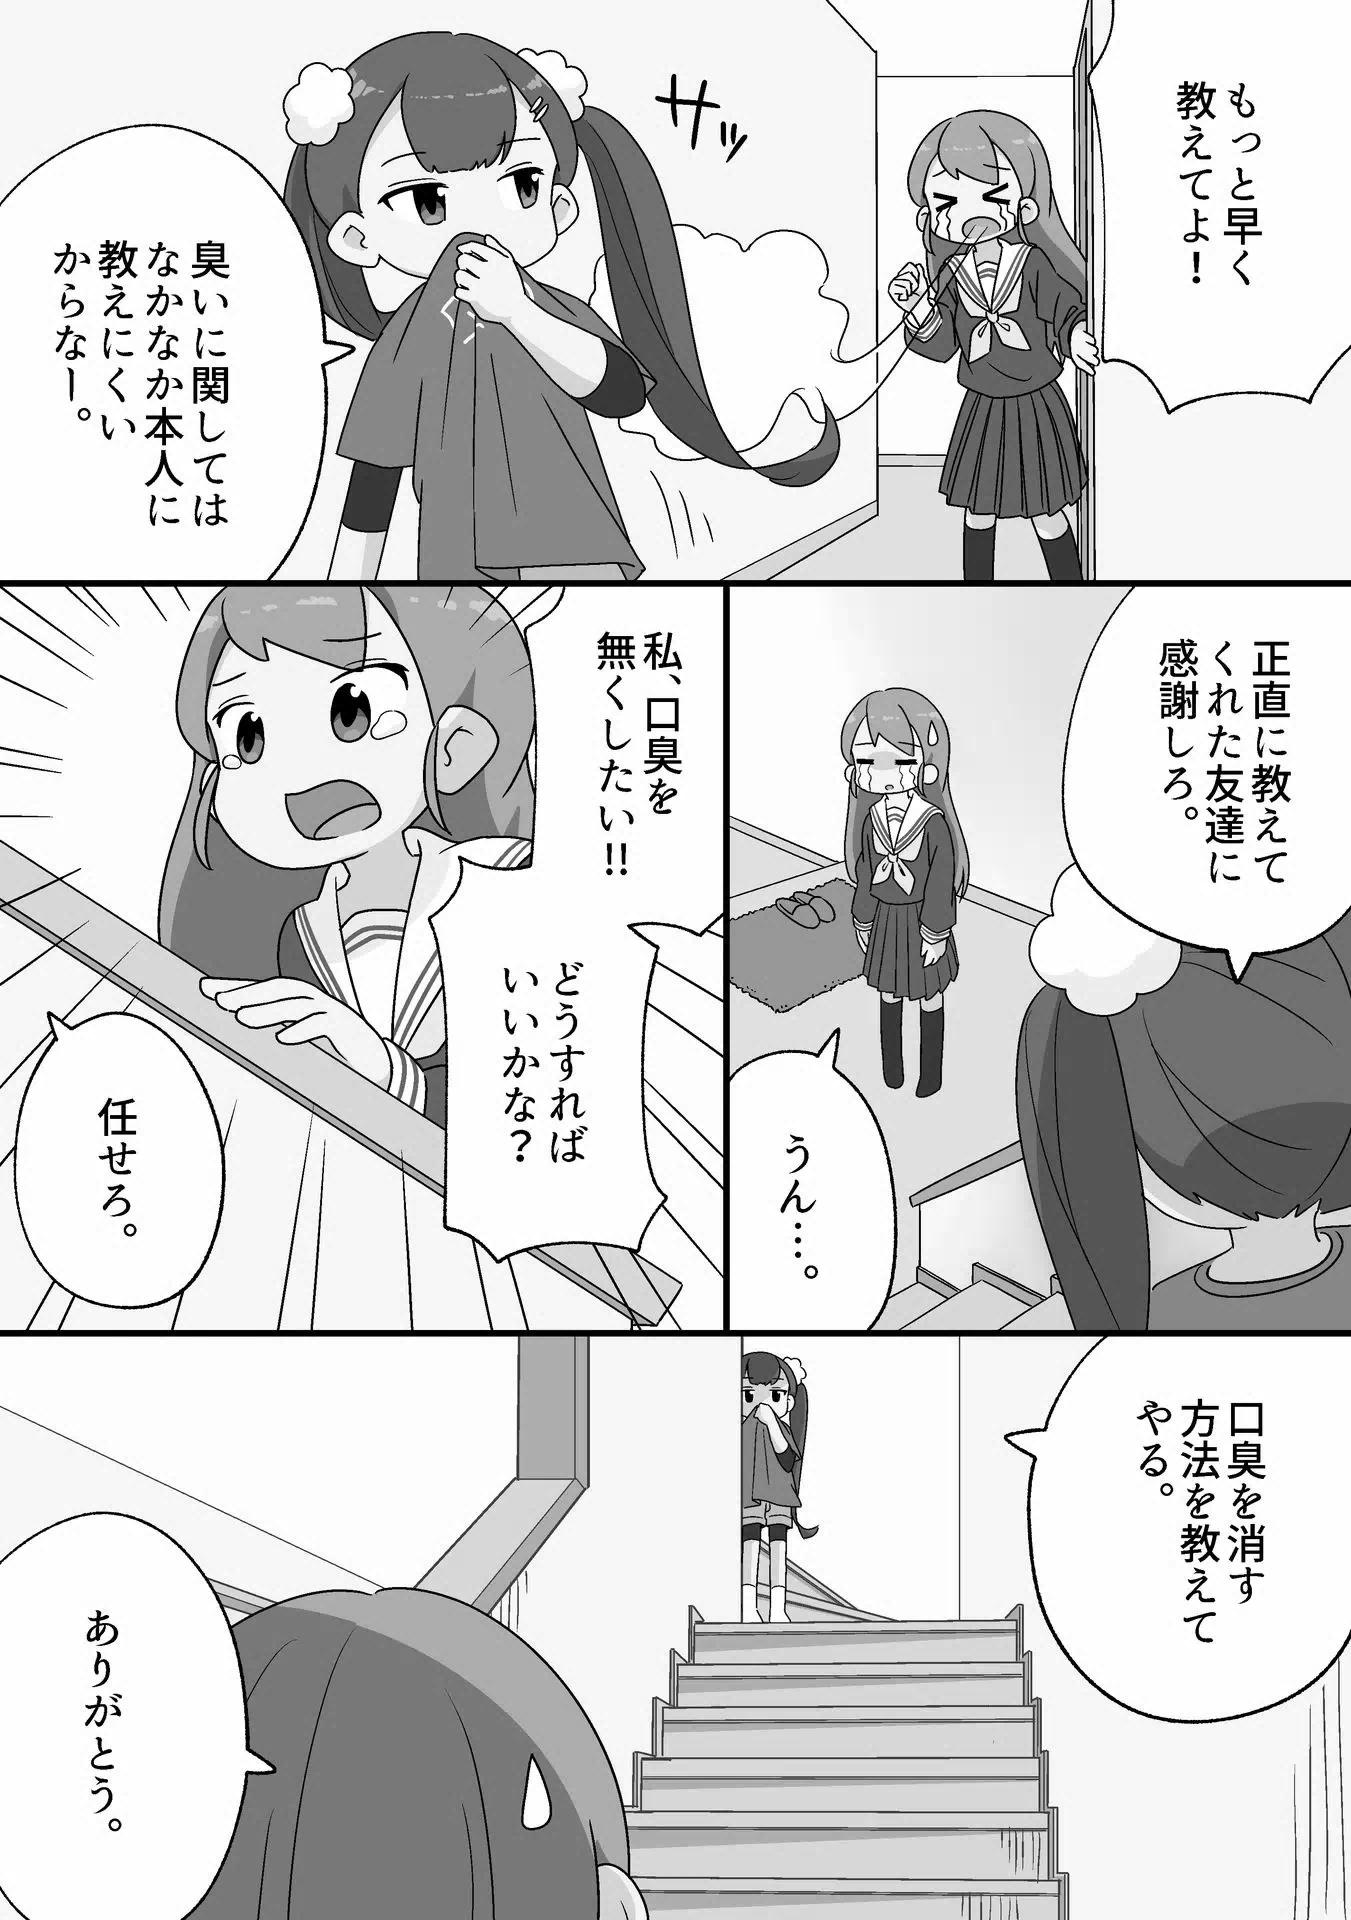 もっと早く
教えてよ!
サッ
臭いに関しては
なかなか本人に
教えにくい
からなー。
正直に教えて
くれた友達に
感謝しろ。
うん…。
私、口臭を
無くしたい!!
どうすれば
いいかな?
任せろ。
口臭を消す
方法を教えて
やる。
ありがとう。